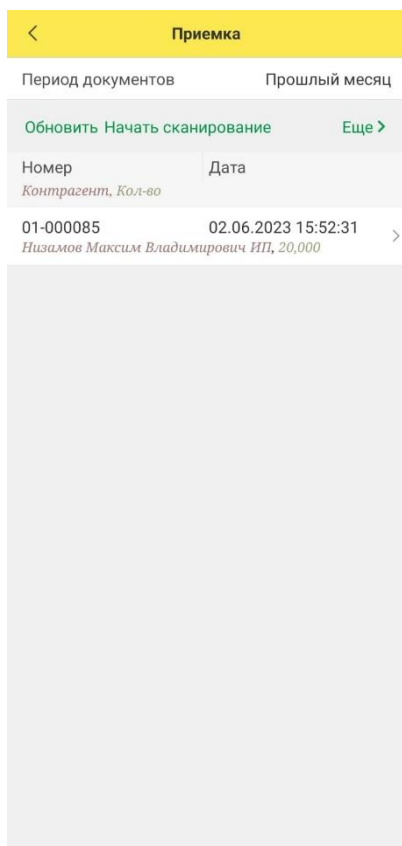 Приемка
Период документов Прошлый месяц
Обновить Начать сканирование Еще
Номер Дата
Контрагент, Кол-во
01-000085 02.06.2023 15:52:31
Низамов Максим Владимирович ИП, 20,000